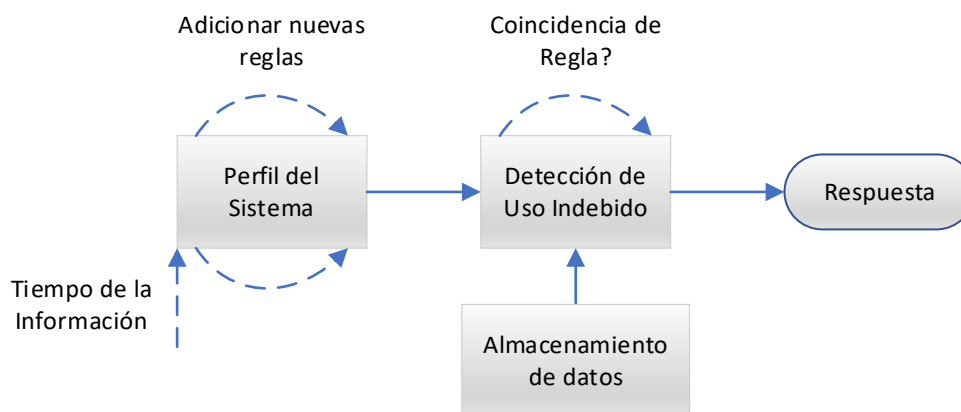 Adicionar nuevas
reglas
Coincidencia de
Regla?
Perfil del
Sistema
Detección de
Uso Indebido
Respuesta
Tiempo de la
Información
Almacenamiento
de datos